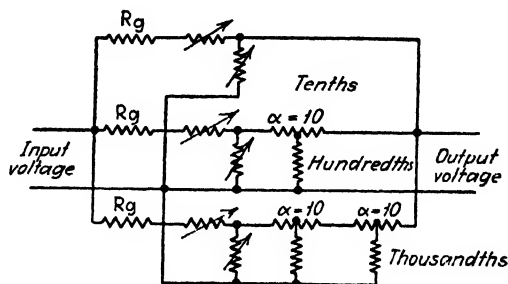 Rg
Tenths
Rg
α = 10
Input voltage
Hundredths
Output voltage
Rg
α = 10
α = 10
Thousandths